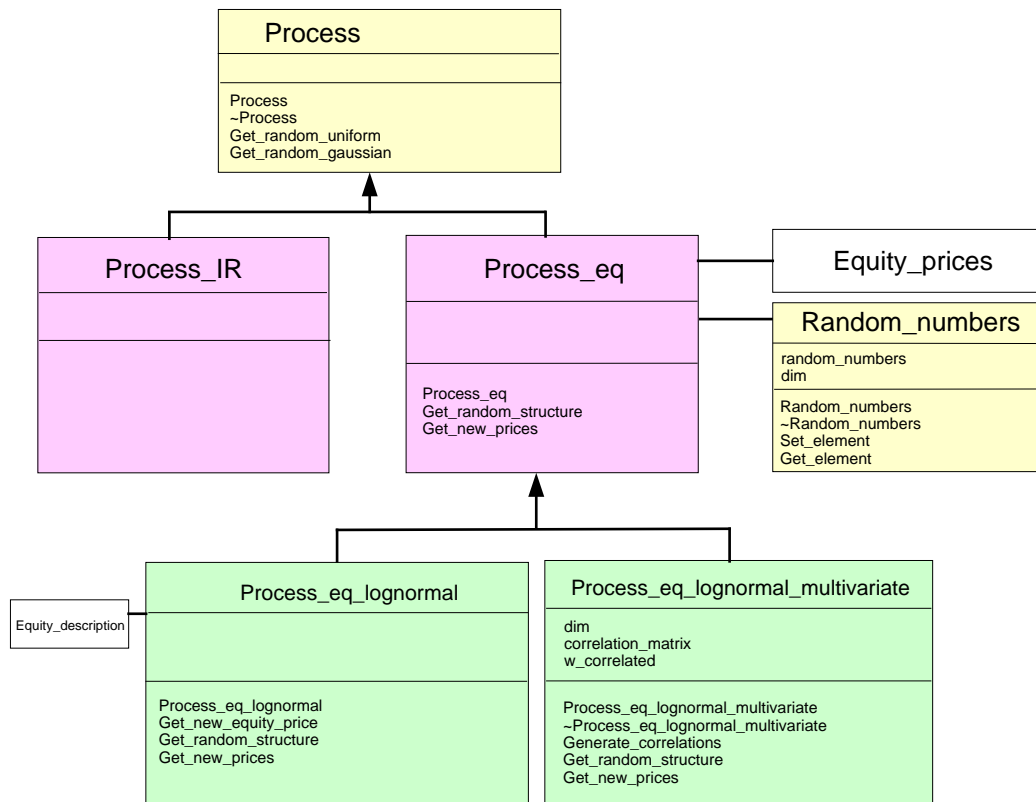 Process
Process
~Process
Get_random_uniform
Get_random_gaussian
Process_IR
Process_eq
Process_eq
Get_random_structure
Get_new_prices
Equity_prices
Random_numbers
random_numbers
dim
Random_numbers
~Random_numbers
Set_element
Get_element
Equity_description
Process_eq_lognormal
Process_eq_lognormal
Get_new_equity_price
Get_random_structure
Get_new_prices
Process_eq_lognormal_multivariate
dim
correlation_matrix
w_correlated
Process_eq_lognormal_multivariate
~Process_eq_lognormal_multivariate
Generate_correlations
Get_random_structure
Get_new_prices